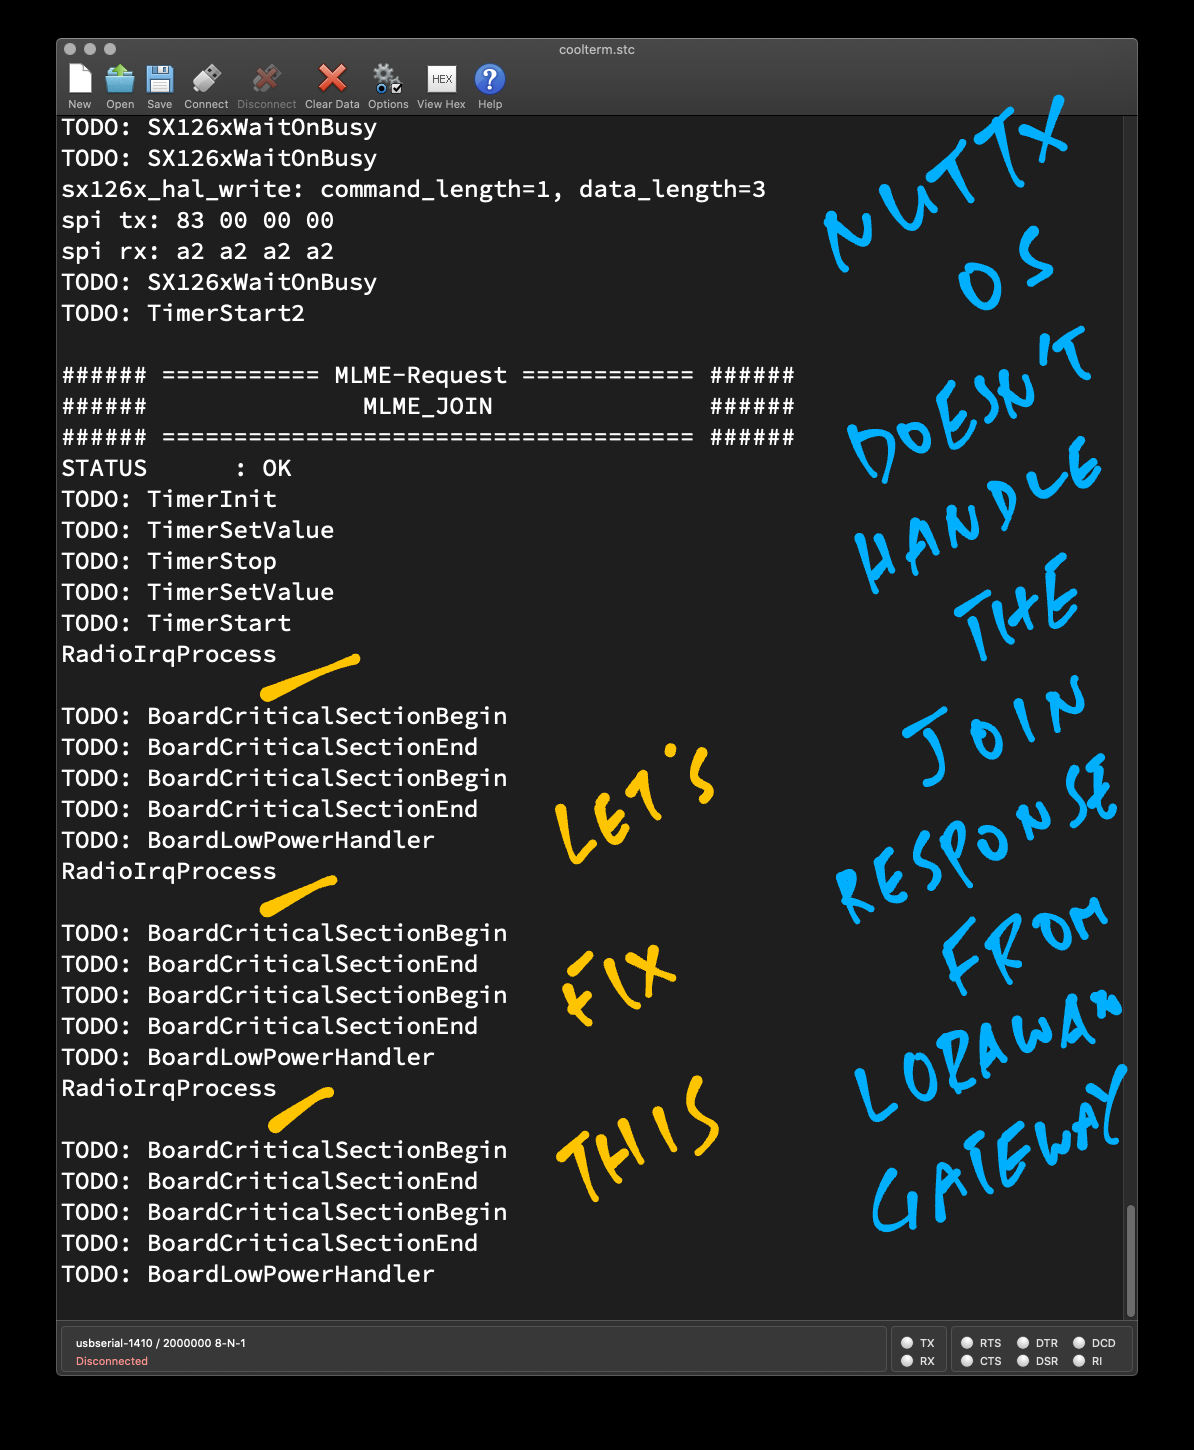 coolterm.stc
New Open Save Connect Disconnect Clear Data Options View Hex Help
HEX
TODO: SX126xWaitOnBusy
TODO: SX126xWaitOnBusy
sx126x_hal_write: command_length=1, data_length=3
spi tx: 83 00 00 00
spi rx: a2 a2 a2 a2
TODO: SX126xWaitOnBusy
TODO: TimerStart2
###### =========== MLME-Request ============ ######
###### MLME_JOIN ######
###### ===================================== ######
STATUS : OK
TODO: TimerInit
TODO: TimerSetValue
TODO: TimerStop
TODO: TimerSetValue
TODO: TimerStart
RadioIrqProcess
TODO: BoardCriticalSectionBegin
TODO: BoardCriticalSectionEnd
TODO: BoardCriticalSectionBegin
TODO: BoardCriticalSectionEnd
TODO: BoardLowPowerHandler
RadioIrqProcess
TODO: BoardCriticalSectionBegin
TODO: BoardCriticalSectionEnd
TODO: BoardCriticalSectionBegin
TODO: BoardCriticalSectionEnd
TODO: BoardLowPowerHandler
RadioIrqProcess
TODO: BoardCriticalSectionBegin
TODO: BoardCriticalSectionEnd
TODO: BoardCriticalSectionBegin
TODO: BoardCriticalSectionEnd
TODO: BoardLowPowerHandler
LET'S
FIX
THIS
NUTTX
OS
DOESN'T
HANDLE
THE
JOIN
RESPONSE
FROM
LORAWAN
GATEWAY
usbserial-1410 / 2000000 8-N-1
Disconnected
TX RTS DTR DCD
RX CTS DSR RI